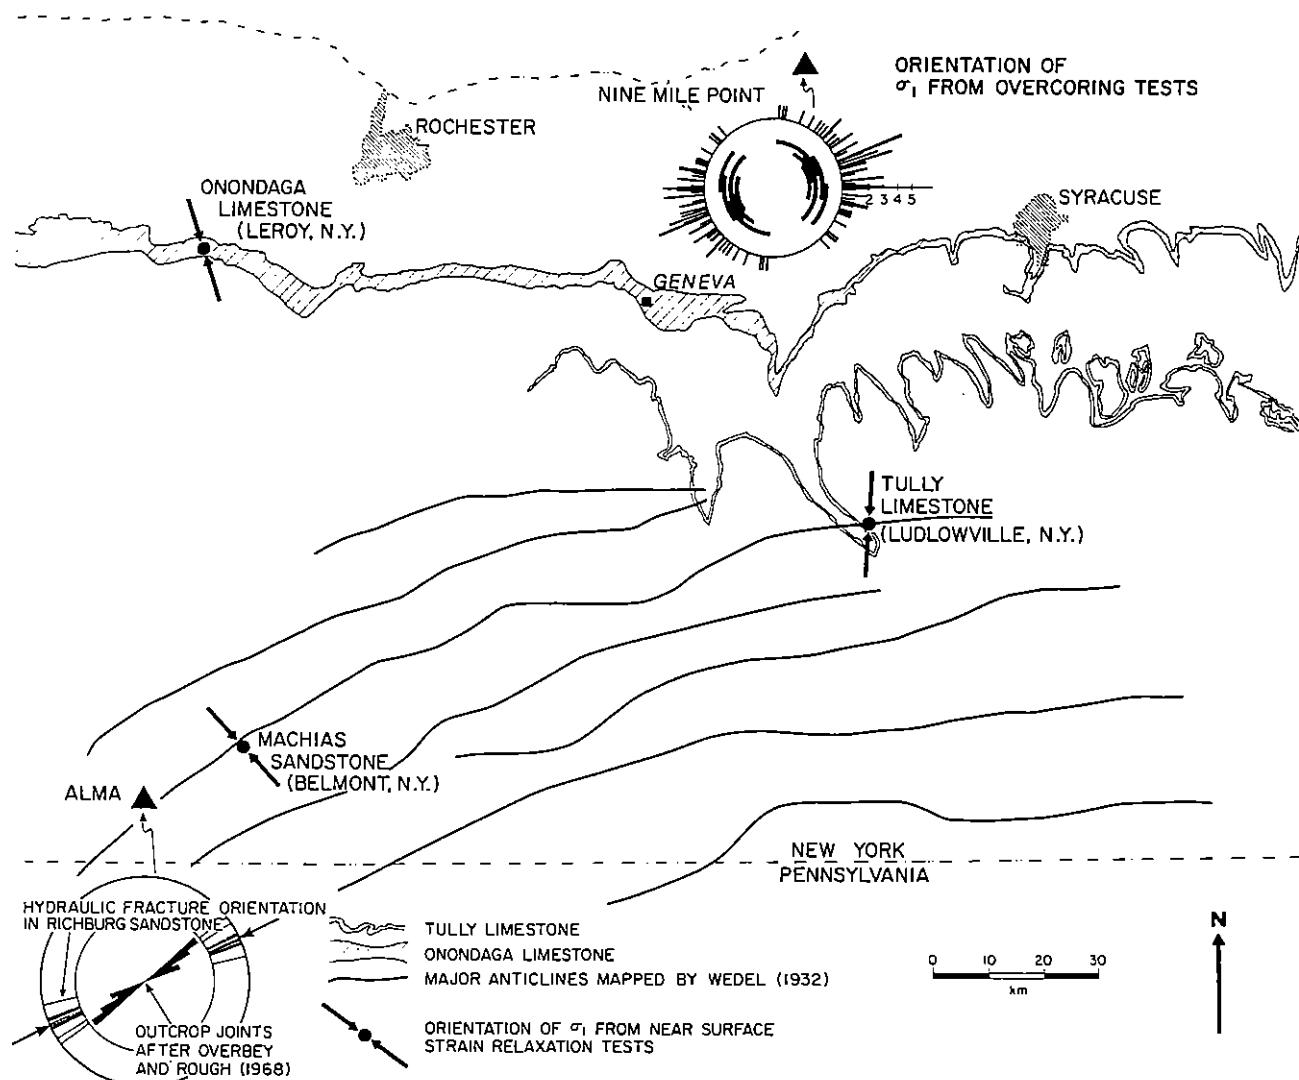 ORIENTATION OF
σ1 FROM OVERCORING TESTS
NINE MILE POINT
ROCHESTER
ONONDAGA
LIMESTONE
(LEROY, N.Y.)
2 3 4 5
SYRACUSE
GENEVA
TULLY
LIMESTONE
(LUDLOWVILLE, N.Y.)
MACHIAS
SANDSTONE
(BELMONT, N.Y.)
ALMA
NEW YORK
PENNSYLVANIA
HYDRAULIC FRACTURE ORIENTATION
IN RICHBURG SANDSTONE
OUTCROP JOINTS
AFTER OVERBEY
AND ROUGH (1968)
TULLY LIMESTONE
ONONDAGA LIMESTONE
MAJOR ANTICLINES MAPPED BY WEDEL (1932)
ORIENTATION OF σ1 FROM NEAR SURFACE
STRAIN RELAXATION TESTS
0 10 20 30
km
N